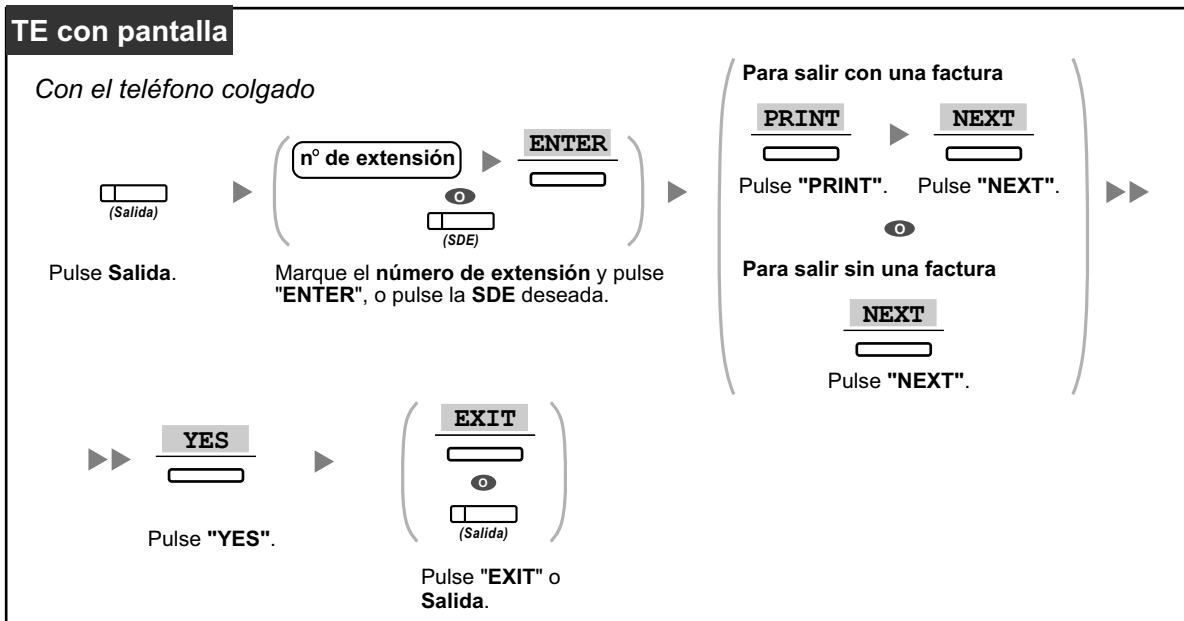 TE con pantalla
Con el teléfono colgado
(Salida)
Pulse Salida.
nº de extensión
ENTER
o
(SDE)
Marque el número de extensión y pulse
"ENTER", o pulse la SDE deseada.
Para salir con una factura
PRINT
NEXT
Pulse "PRINT".
Pulse "NEXT".
o
Para salir sin una factura
NEXT
Pulse "NEXT".
YES
Pulse "YES".
EXIT
o
(Salida)
Pulse "EXIT" o
Salida.